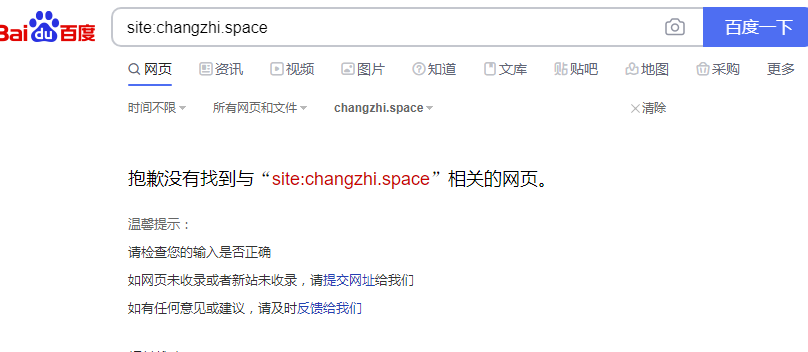 Bai du 百度 site:changzhi.space 百度一下
网页 资讯 视频 图片 知道 文库 贴吧 地图 采购 更多
时间不限 所有网页和文件 changzhi.space 清除
抱歉没有找到与“site:changzhi.space”相关的网页。
温馨提示：
请检查您的输入是否正确
如网页未收录或者新站未收录，请提交网址给我们
如有任何意见或建议，请及时反馈给我们